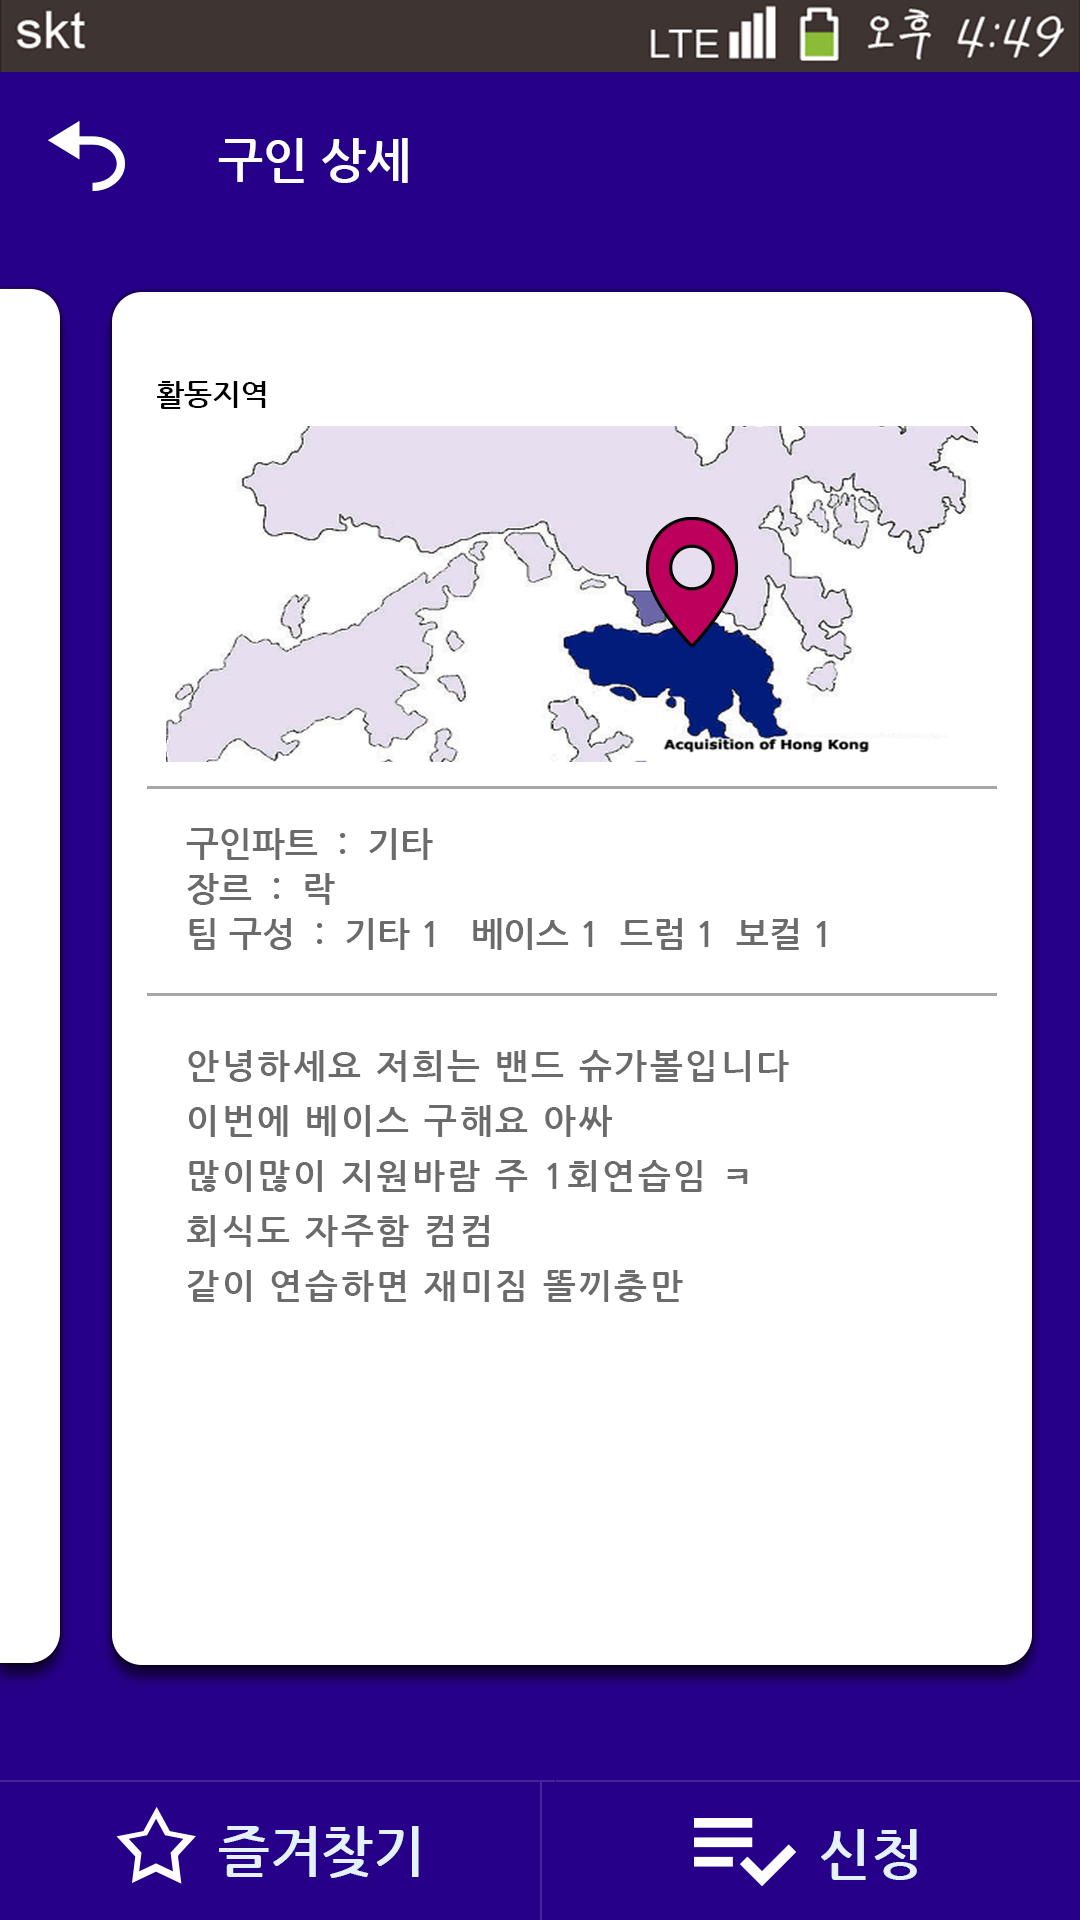 skt LTE 오후 4:49
구인 상세
활동지역
Acquisition of Hong Kong
구인파트 : 기타
장르 : 락
팀 구성 : 기타 1 베이스 1 드럼 1 보컬 1
안녕하세요 저희는 밴드 슈가볼입니다
이번에 베이스 구해요 아싸
많이많이 지원바람 주 1회연습임 ㅋ
회식도 자주함 컴컴
같이 연습하면 재미짐 똘끼충만
즐겨찾기
신청